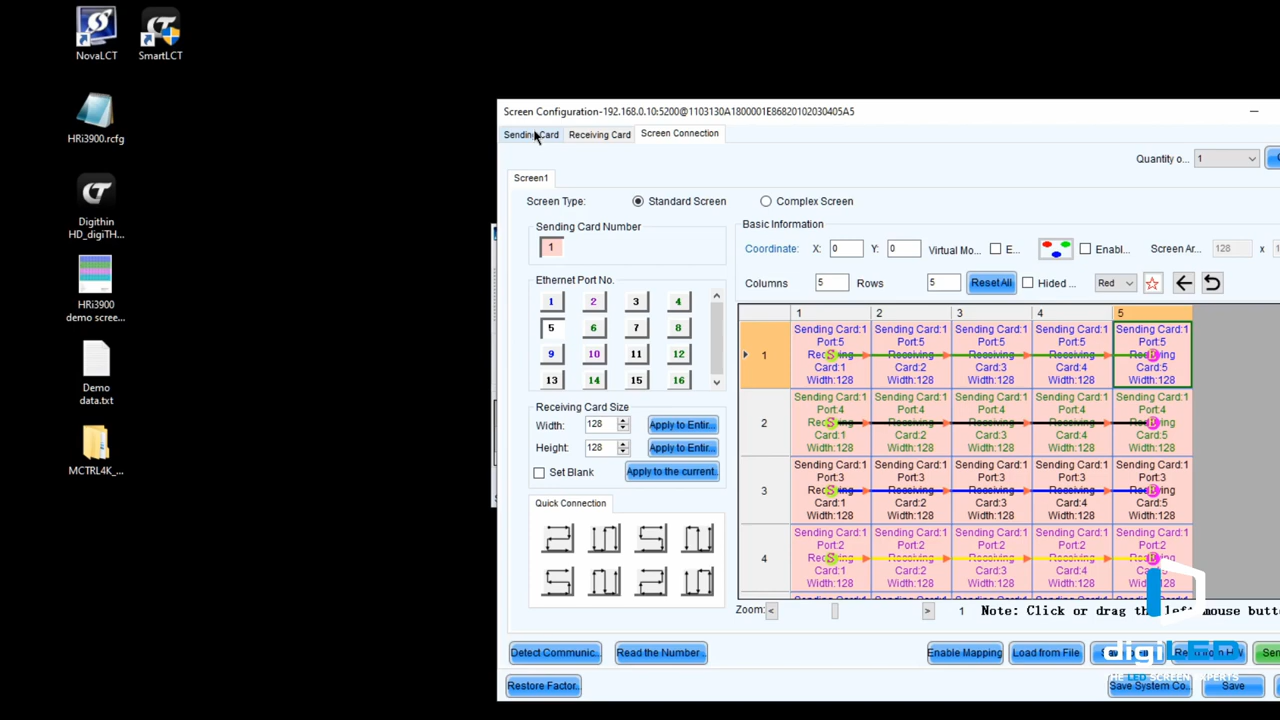 NovaLCT
SmartLCT
HRi3900.rcfg
Digithin
HD_digiTH...
HRi3900
demo scree...
Demo
data.txt
MCTRL4K_...
Screen Configuration-192.168.0.10:5200@1103130A1800001E86820102030405A5
Sending Card Receiving Card Screen Connection
Quantity o... 1
Screen1
Screen Type: Standard Screen Complex Screen
Sending Card Number
1
Ethernet Port No.
1 2 3 4
5 6 7 8
9 10 11 12
13 14 15 16
Receiving Card Size
Width: 128 Apply to Entir...
Height: 128 Apply to Entir...
Set Blank Apply to the current...
Quick Connection
Basic Information
Coordinate: X: 0 Y: 0 Virtual Mo... E... Enabl... Screen Ar... 128 x
Columns 5 Rows 5 Reset All Hided ... Red
1 2 3 4 5
1
Sending Card:1 Sending Card:1 Sending Card:1 Sending Card:1 Sending Card:1
Port:5 Port:5 Port:5 Port:5 Port:5
Receiving Receiving Receiving Receiving Receiving
Card:1 Card:2 Card:3 Card:4 Card:5
Width:128 Width:128 Width:128 Width:128 Width:128
2
Sending Card:1 Sending Card:1 Sending Card:1 Sending Card:1 Sending Card:1
Port:4 Port:4 Port:4 Port:4 Port:4
Receiving Receiving Receiving Receiving Receiving
Card:1 Card:2 Card:3 Card:4 Card:5
Width:128 Width:128 Width:128 Width:128 Width:128
3
Sending Card:1 Sending Card:1 Sending Card:1 Sending Card:1 Sending Card:1
Port:3 Port:3 Port:3 Port:3 Port:3
Receiving Receiving Receiving Receiving Receiving
Card:1 Card:2 Card:3 Card:4 Card:5
Width:128 Width:128 Width:128 Width:128 Width:128
4
Sending Card:1 Sending Card:1 Sending Card:1 Sending Card:1 Sending Card:1
Port:2 Port:2 Port:2 Port:2 Port:2
Receiving Receiving Receiving Receiving Receiving
Card:1 Card:2 Card:3 Card:4 Card:5
Width:128 Width:128 Width:128 Width:128 Width:128
Zoom: < > 1 Note: Click or drag the left mouse butt
Detect Communic... Read the Number... Enable Mapping Load from File
Restore Factor... Save System Co... Save
digiLED
THE LED SCREEN EXPERTS